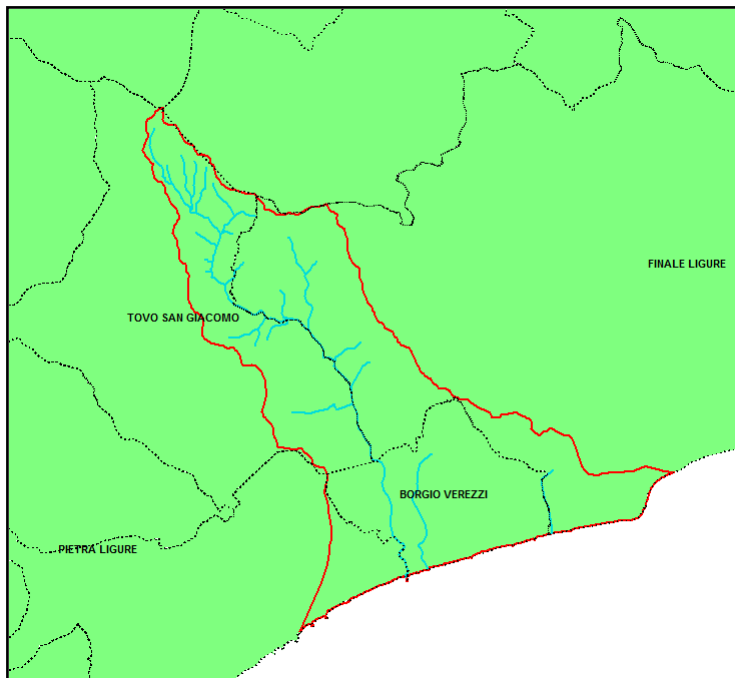 FINALE LIGURE
TOVO SAN GIACOMO
BORGIO VEREZZI
PIETRA LIGURE